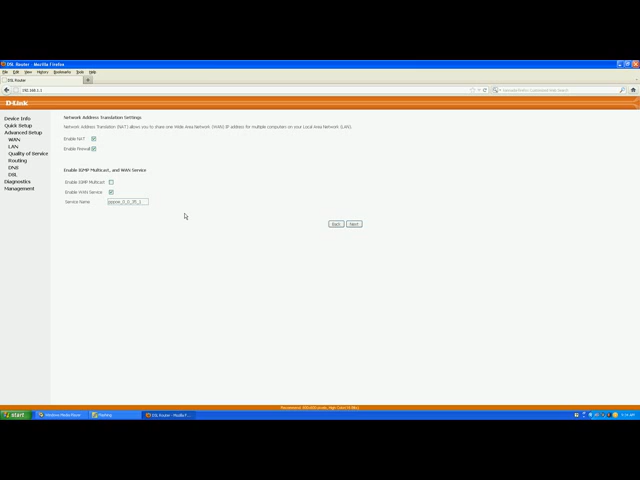 DSL Router - Mozilla Firefox
File Edit View History Bookmarks Tools Help
DSL Router
192.168.1.1
D-Link
Device Info
Quick Setup
Advanced Setup
WAN
LAN
Quality of Service
Routing
DNS
DSL
Diagnostics
Management
Network Address Translation Settings
Network Address Translation (NAT) allows you to share one Wide Area Network (WAN) IP address for multiple computers on your Local Area Network (LAN).
Enable NAT
Enable Firewall
Enable IGMP Multicast, and WAN Service
Enable IGMP Multicast
Enable WAN Service
Service Name
pppoe_0_0_35_1
Back Next
start
Windows Media Player
DSL Router - Mozilla F...